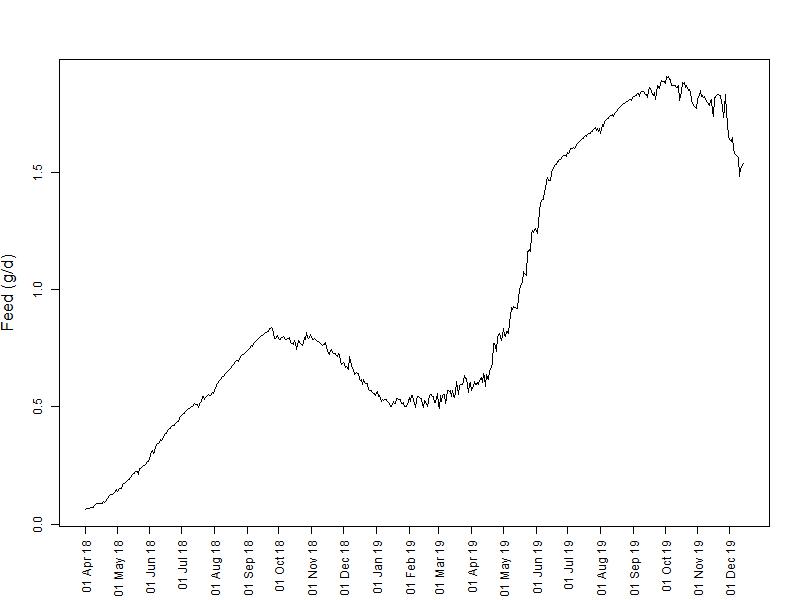 Feed (g/d)
1.5
1.0
0.5
0.0
01 Apr 18
01 May 18
01 Jun 18
01 Jul 18
01 Aug 18
01 Sep 18
01 Oct 18
01 Nov 18
01 Dec 18
01 Jan 19
01 Feb 19
01 Mar 19
01 Apr 19
01 May 19
01 Jun 19
01 Jul 19
01 Aug 19
01 Sep 19
01 Oct 19
01 Nov 19
01 Dec 19